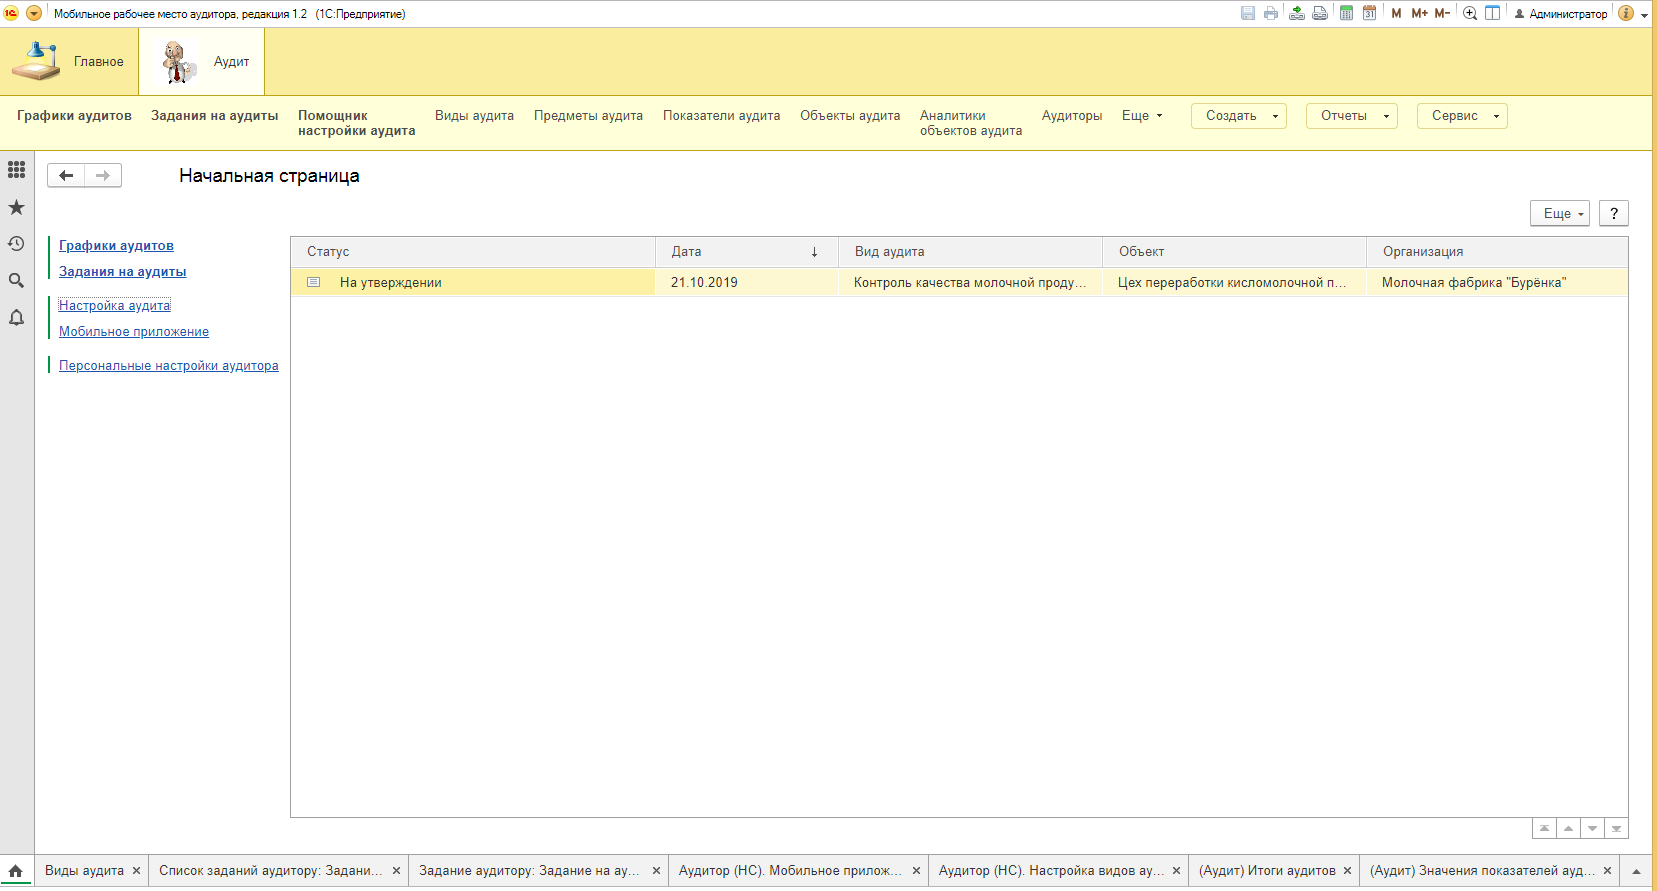 Мобильное рабочее место аудитора, редакция 1.2 (1С:Предприятие)
M M+ M- Администратор
Главное
Аудит
Графики аудитов
Задания на аудиты
Помощник
настройки аудита
Виды аудита
Предметы аудита
Показатели аудита
Объекты аудита
Аналитики
объектов аудита
Аудиторы
Еще
Создать
Отчеты
Сервис
Начальная страница
Еще
?
Графики аудитов
Задания на аудиты
Настройка аудита
Мобильное приложение
Персональные настройки аудитора
Статус Дата ↓ Вид аудита Объект Организация
На утверждении 21.10.2019 Контроль качества молочной проду... Цех переработки кисломолочной п... Молочная фабрика "Бурёнка"
Виды аудита ×
Список заданий аудитору: Задани... ×
Задание аудитору: Задание на ау... ×
Аудитор (НС). Мобильное прилож... ×
Аудитор (НС). Настройка видов ау... ×
(Аудит) Итоги аудитов ×
(Аудит) Значения показателей ауд... ×